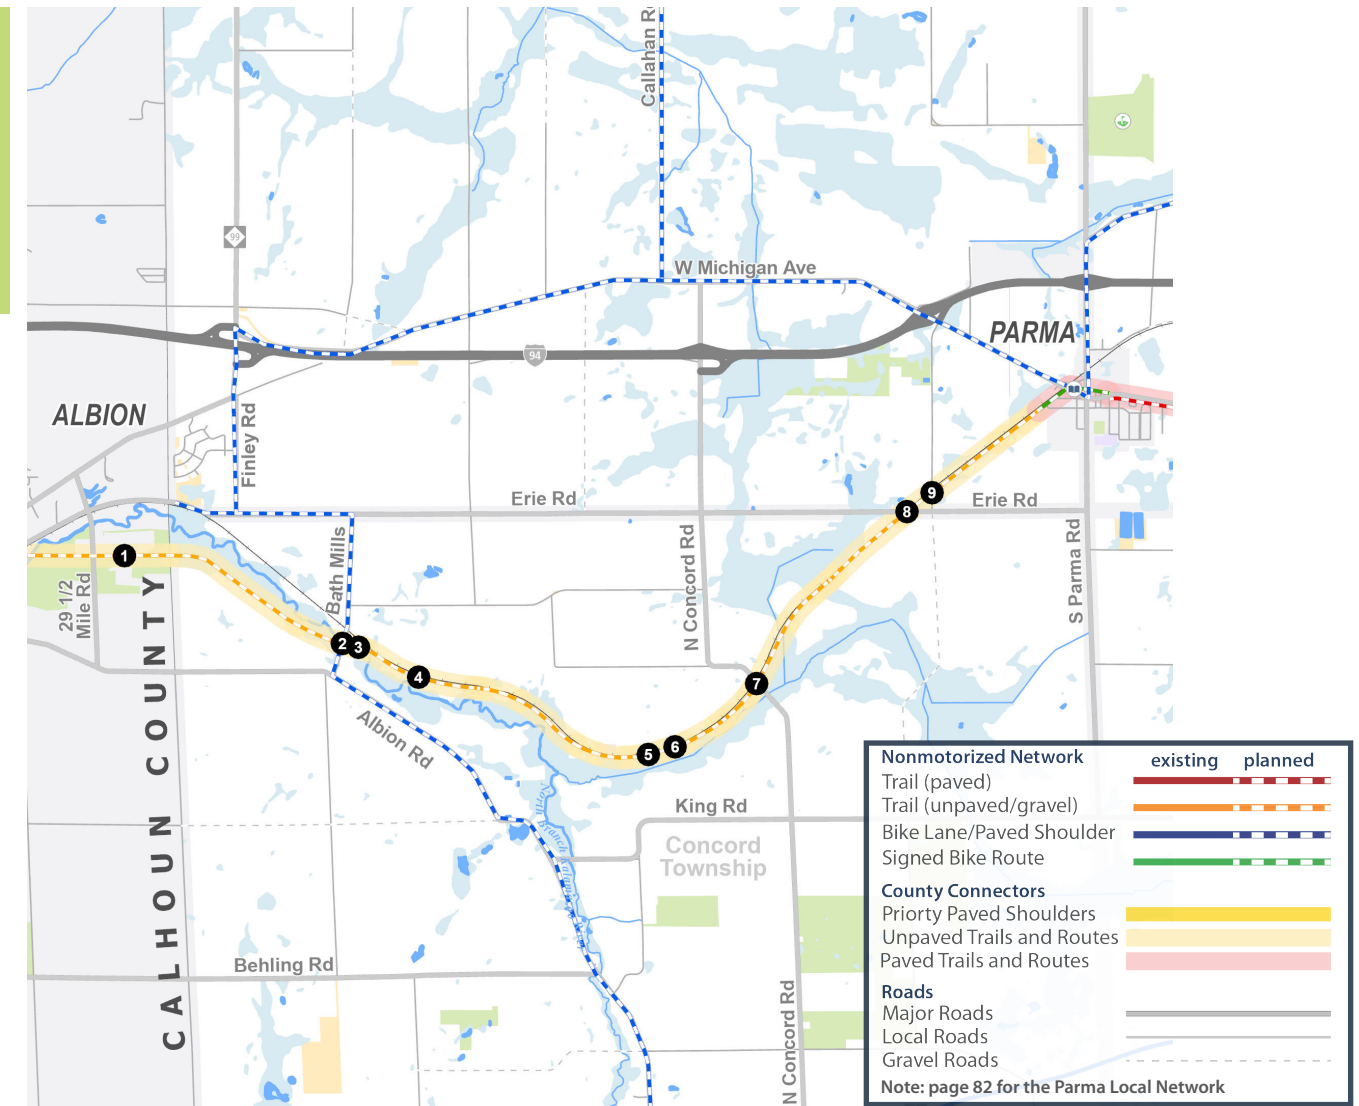 Callahan R
99
W Michigan Ave
PARMA
94
ALBION
Finley Rd
Erie Rd
9
8
Erie Rd
1
29 1/2
Mile Rd
Bath Mills
N Concord Rd
S Parma Rd
2
3
4
7
5
6
Albion Rd
King Rd
North Branch
Concord
Township
CALHOUN COUNTY
Behling Rd
N Concord Rd
Nonmotorized Network existing planned
Trail (paved)
Trail (unpaved/gravel)
Bike Lane/Paved Shoulder
Signed Bike Route
County Connectors
Priorty Paved Shoulders
Unpaved Trails and Routes
Paved Trails and Routes
Roads
Major Roads
Local Roads
Gravel Roads
Note: page 82 for the Parma Local Network